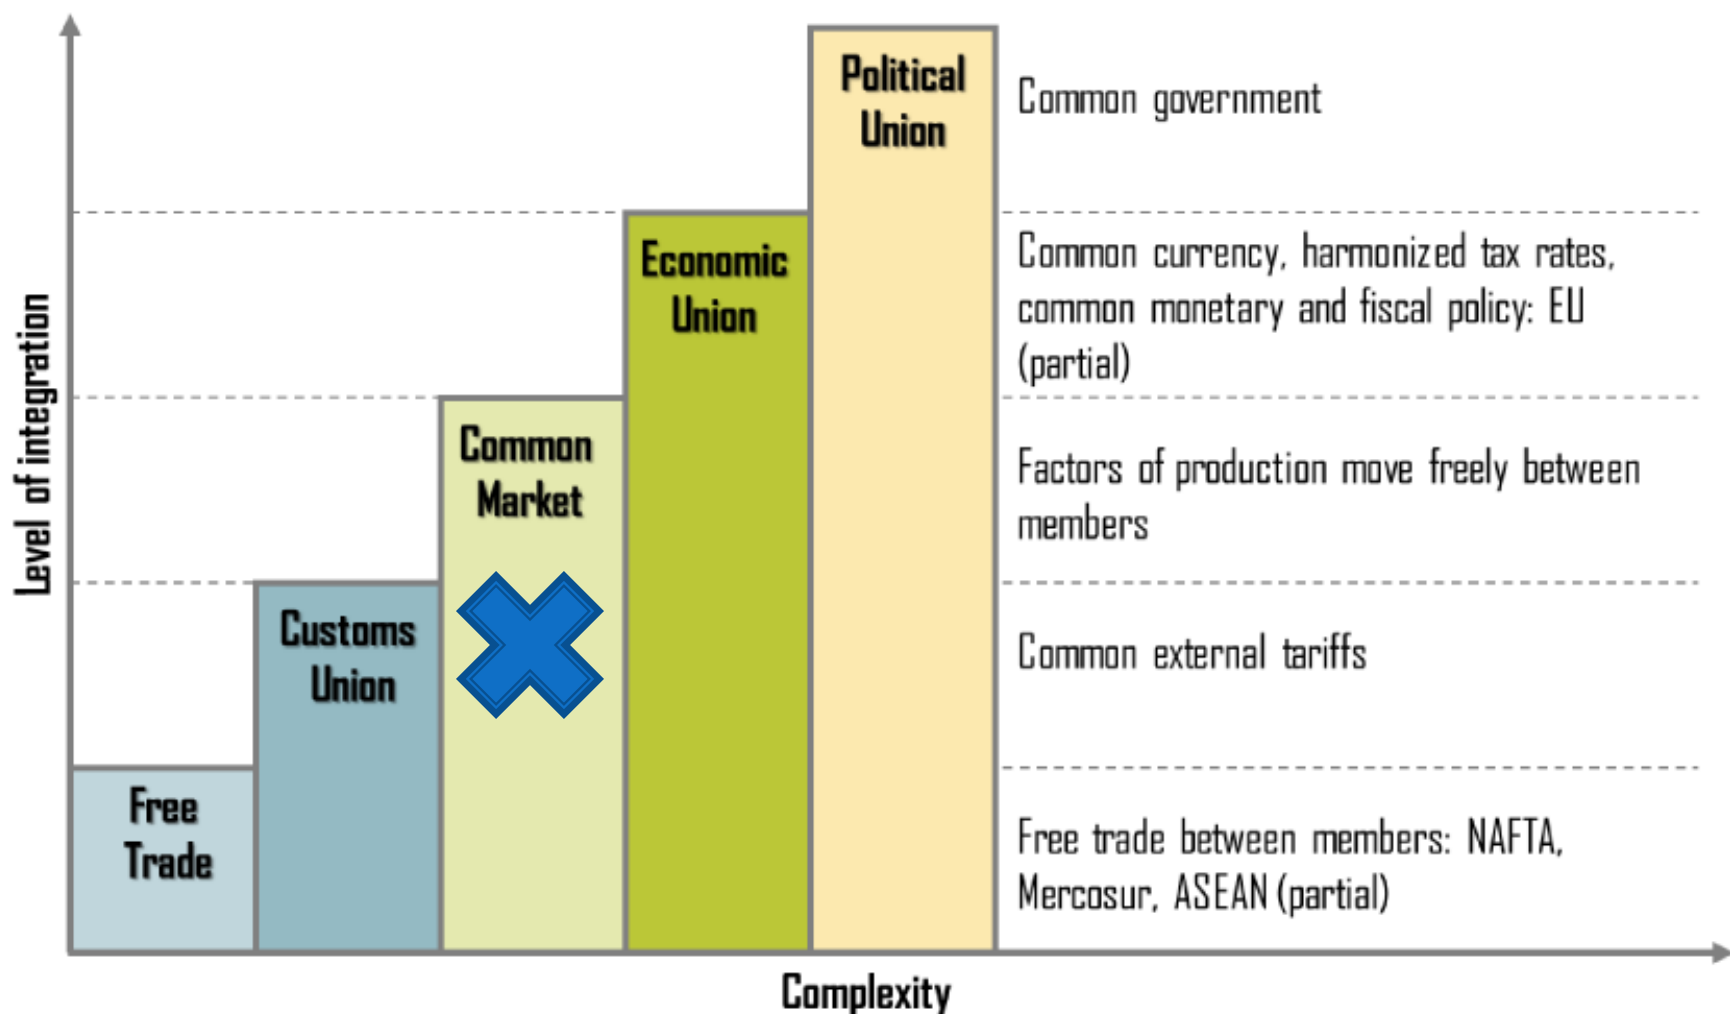 Political
Union
Common government
Economic
Union
Common currency, harmonized tax rates,
common monetary and fiscal policy: EU
(partial)
Common
Market
Factors of production move freely between
members
Customs
Union
Common external tariffs
Free
Trade
Free trade between members: NAFTA,
Mercosur, ASEAN (partial)
Level of integration
Complexity